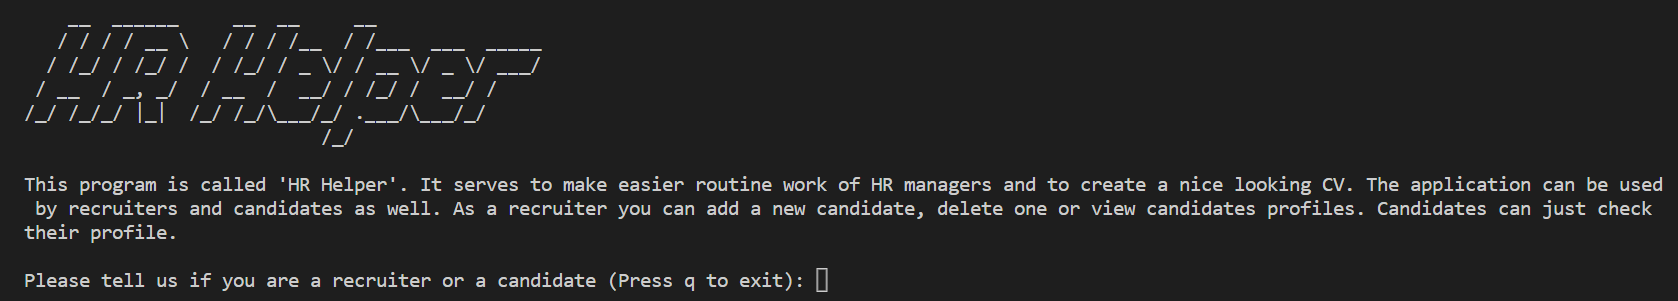 HR Helper
This program is called 'HR Helper'. It serves to make easier routine work of HR managers and to create a nice looking CV. The application can be used
by recruiters and candidates as well. As a recruiter you can add a new candidate, delete one or view candidates profiles. Candidates can just check
their profile.
Please tell us if you are a recruiter or a candidate (Press q to exit):